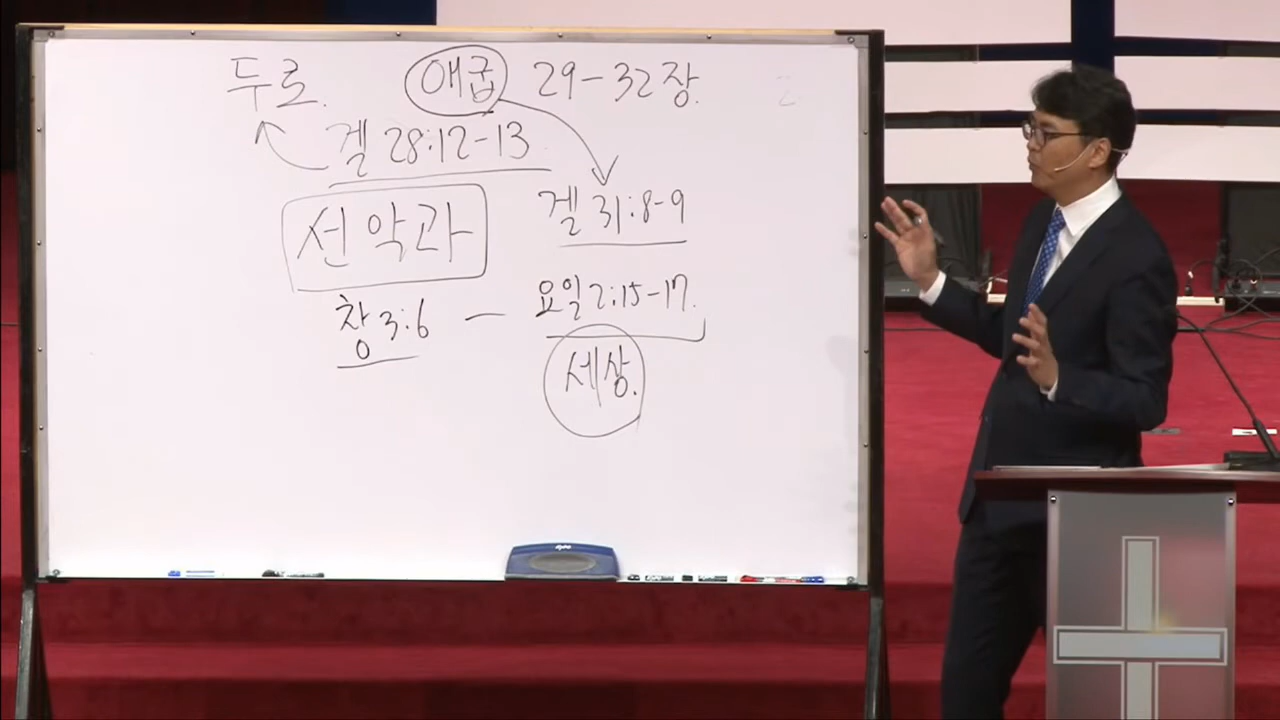 두로. 애굽 29-32장.
겔 28:12-13
선악과 겔 31:8-9
창 3:6 - 요일 2:15-17.
세상.